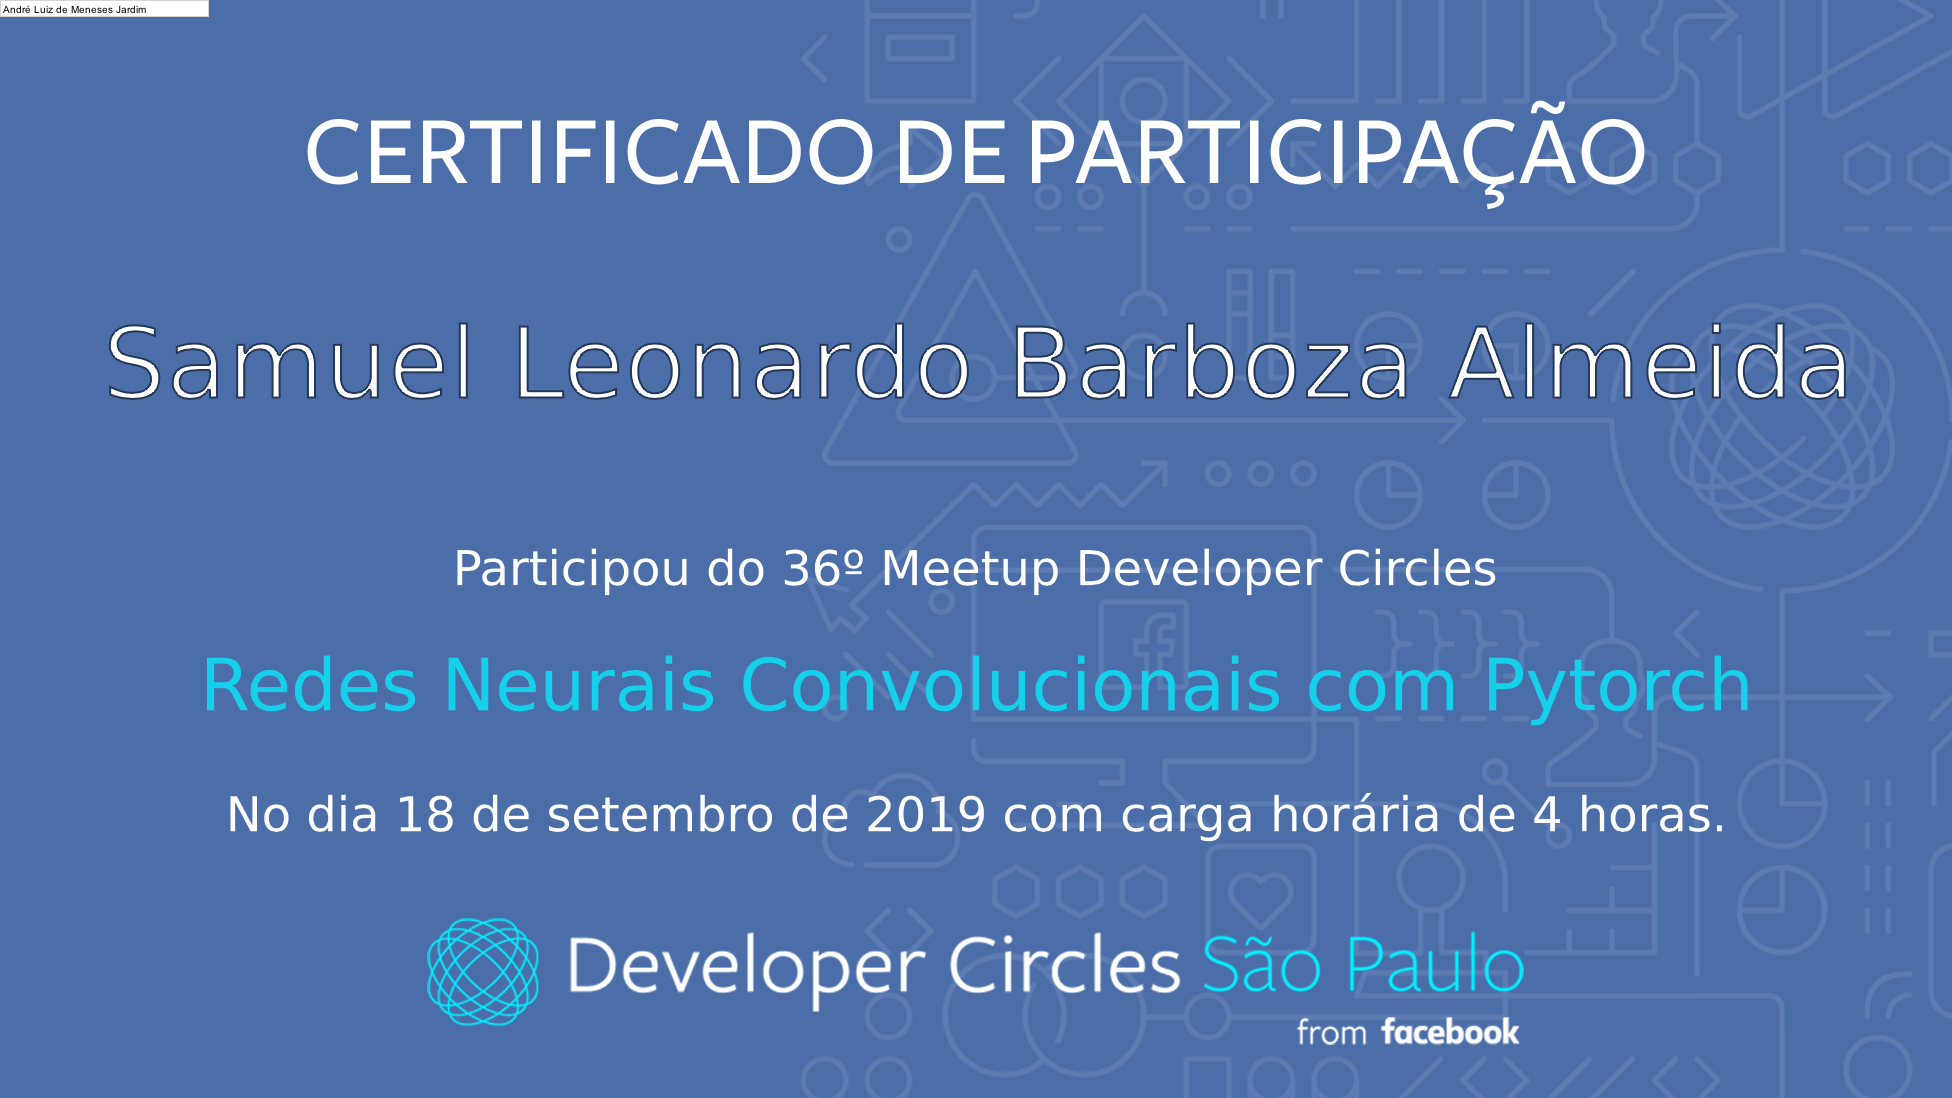 André Luiz de Meneses Jardim
CERTIFICADO DE PARTICIPAÇÃO
Samuel Leonardo Barboza Almeida
Participou do 36º Meetup Developer Circles
Redes Neurais Convolucionais com Pytorch
No dia 18 de setembro de 2019 com carga horária de 4 horas.
Developer Circles São Paulo
from facebook